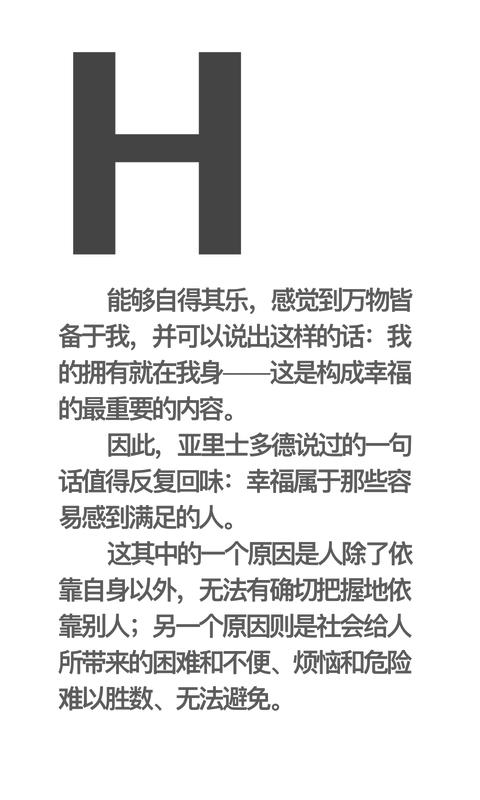 H
能够自得其乐，感觉到万物皆
备于我，并可以说出这样的话：我
的拥有就在我身——这是构成幸福
的最重要的内容。
因此，亚里士多德说过的一句
话值得反复回味：幸福属于那些容
易感到满足的人。
这其中的一个原因是人除了依
靠自身以外，无法有确切把握地依
靠别人；另一个原因则是社会给人
所带来的困难和不便、烦恼和危险
难以胜数、无法避免。